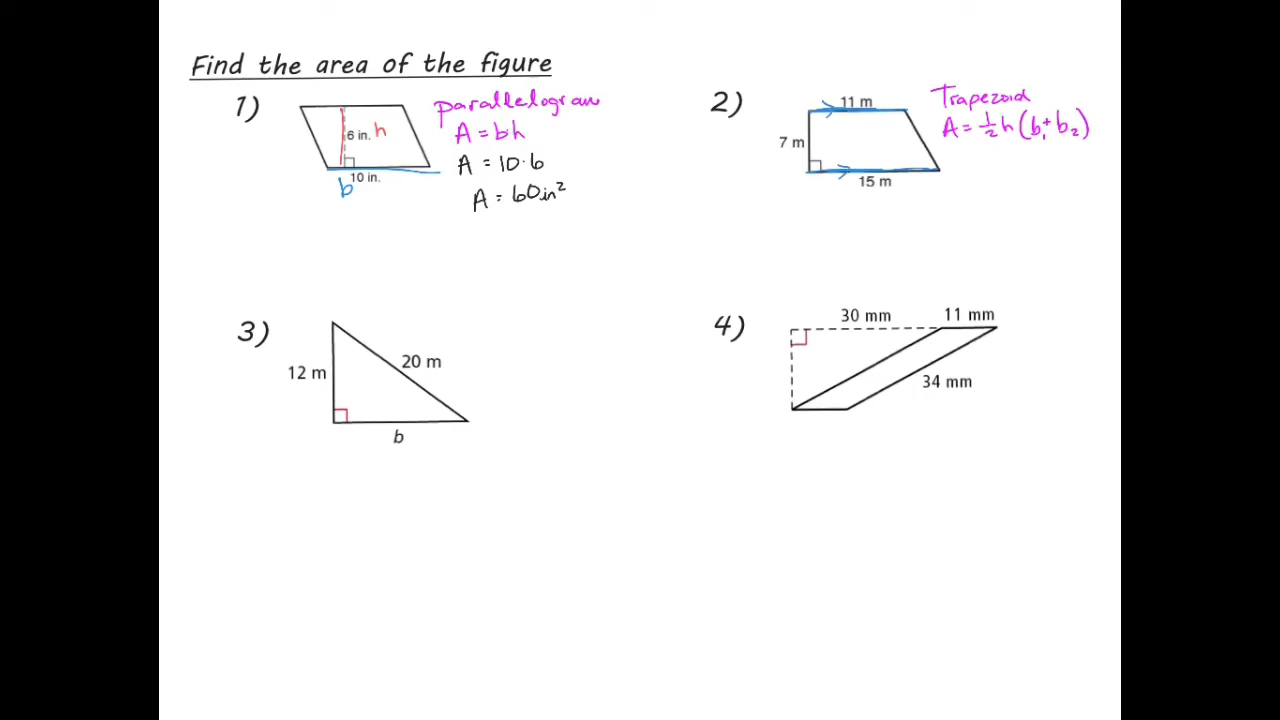 Find the area of the figure
1)
6 in. h
10 in.
b
parallelogram
A = bh
A = 10·6
A = 60in²
2)
11 m
7 m
15 m
Trapezoid
A = ½h(b₁ + b₂)
3)
12 m
20 m
b
4)
30 mm
11 mm
34 mm